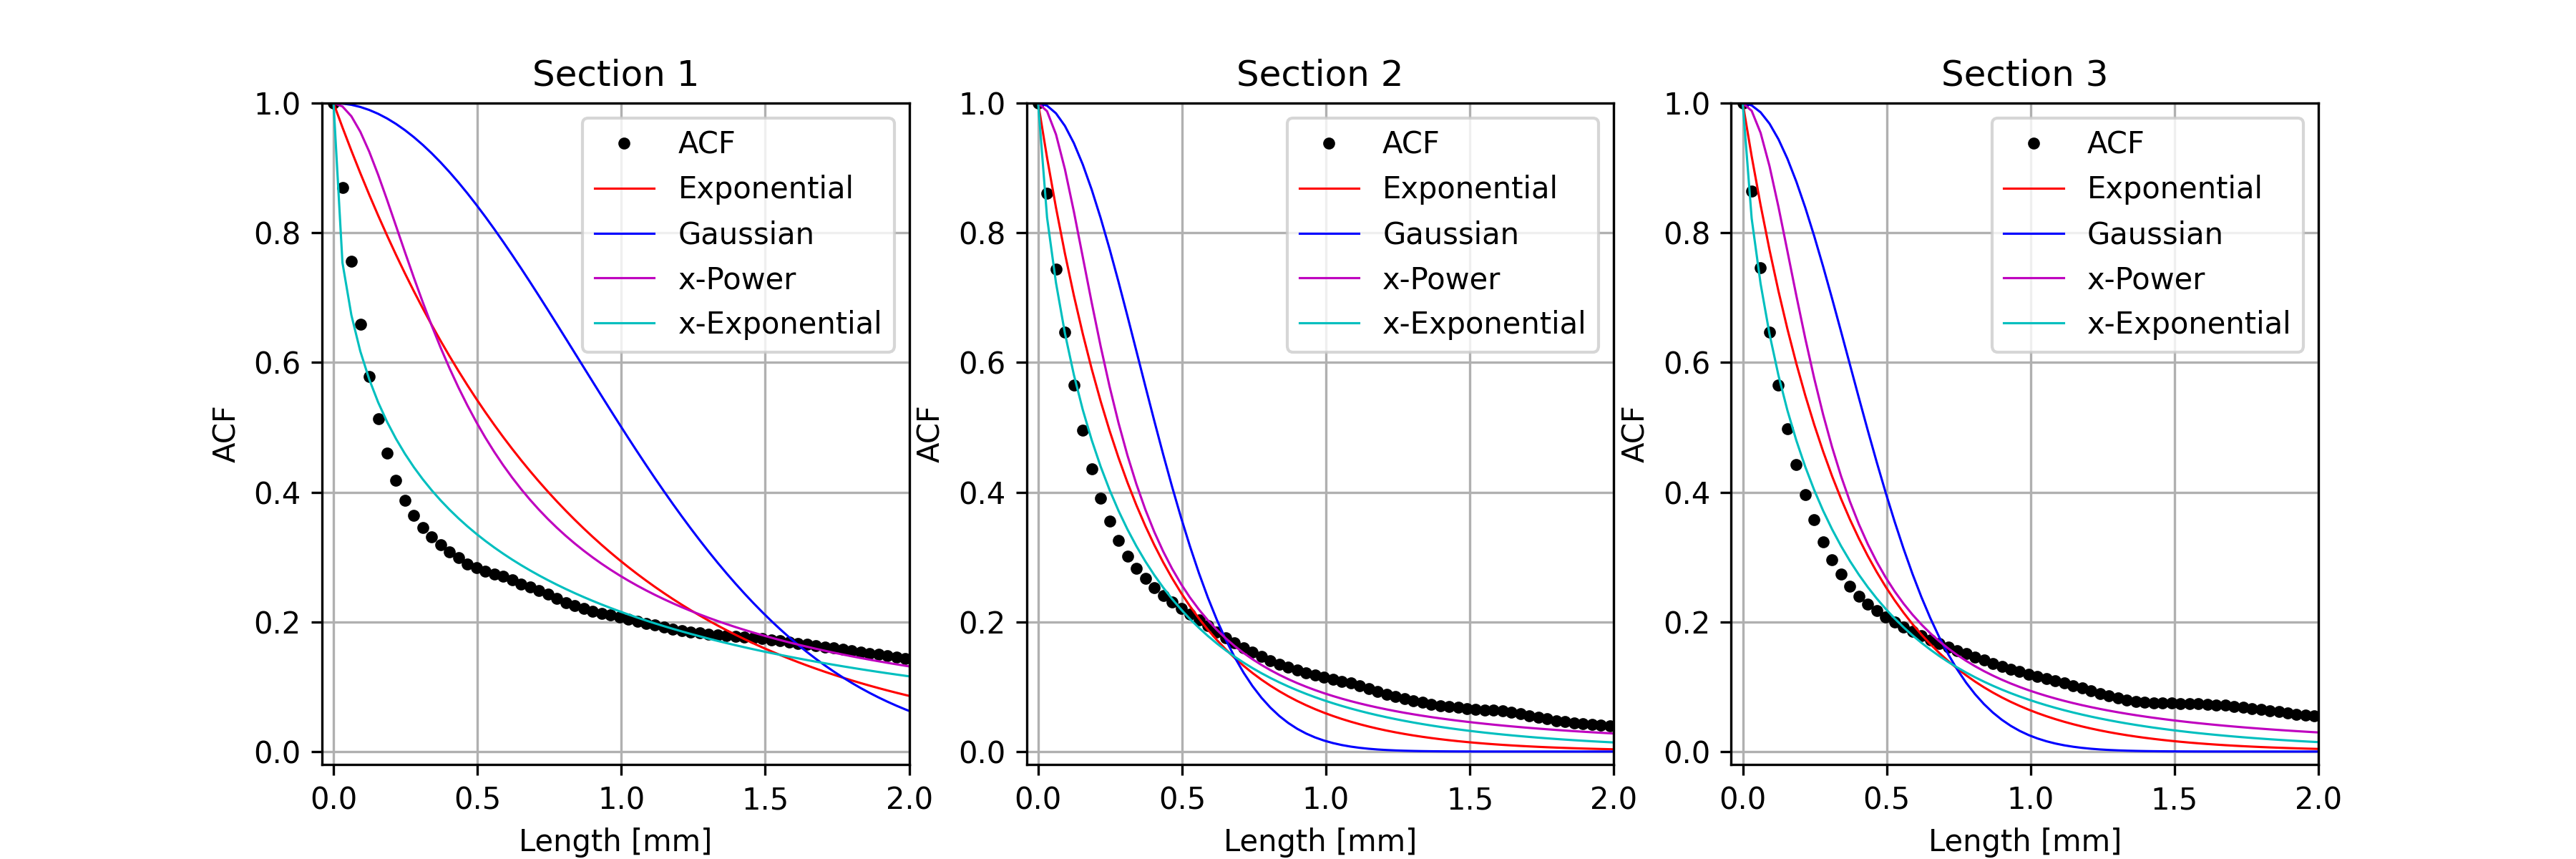 Section 1
1.0
0.8
0.6
0.4
0.2
0.0
ACF
ACF
Exponential
Gaussian
x-Power
x-Exponential
0.0 0.5 1.0 1.5 2.0
Length [mm]
Section 2
1.0
0.8
0.6
0.4
0.2
0.0
ACF
ACF
Exponential
Gaussian
x-Power
x-Exponential
0.0 0.5 1.0 1.5 2.0
Length [mm]
Section 3
1.0
0.8
0.6
0.4
0.2
0.0
ACF
ACF
Exponential
Gaussian
x-Power
x-Exponential
0.0 0.5 1.0 1.5 2.0
Length [mm]